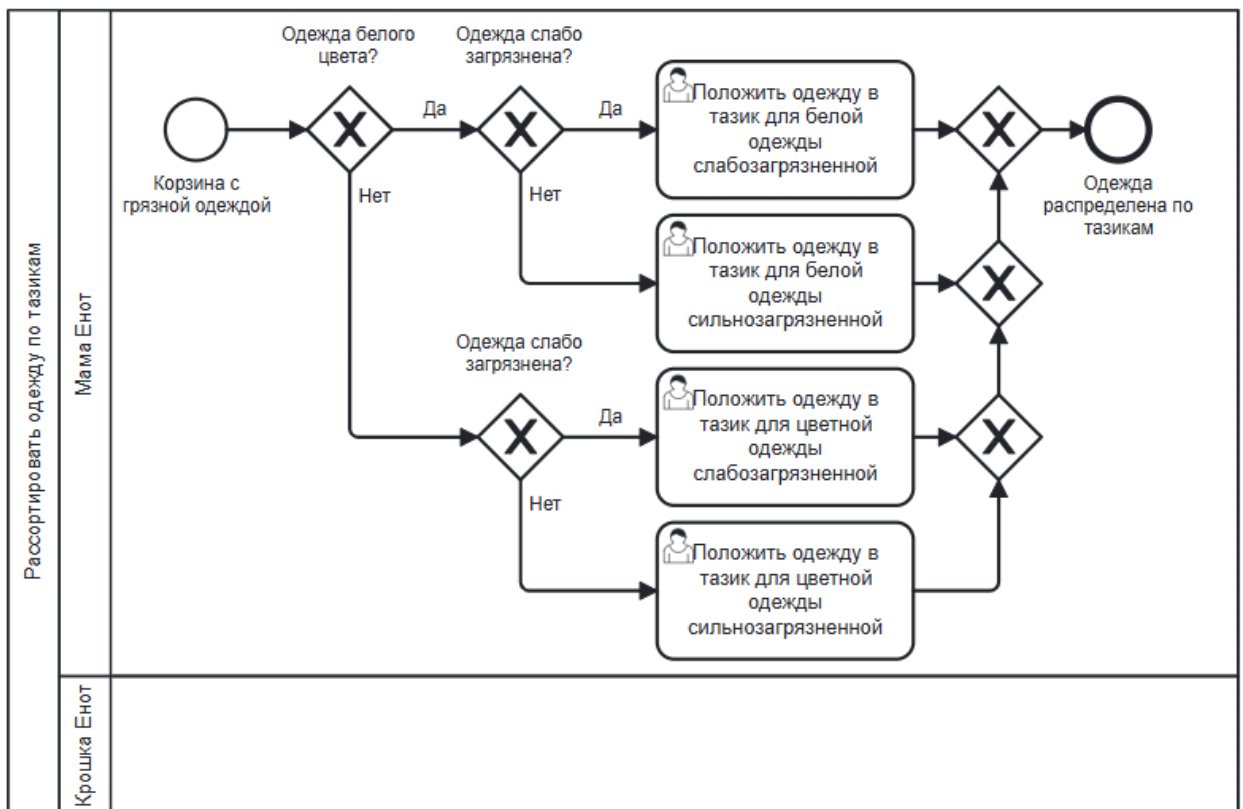 Рассортировать одежду по тазикам
Мама Енот
Крошка Енот
Корзина с
грязной одеждой
Одежда белого
цвета?
Да
Нет
Одежда слабо
загрязнена?
Да
Нет
Положить одежду в
тазик для белой
одежды
слабозагрязненной
Положить одежду в
тазик для белой
одежды
сильнозагрязненной
Одежда слабо
загрязнена?
Да
Нет
Положить одежду в
тазик для цветной
одежды
слабозагрязненной
Положить одежду в
тазик для цветной
одежды
сильнозагрязненной
Одежда
распределена по
тазикам